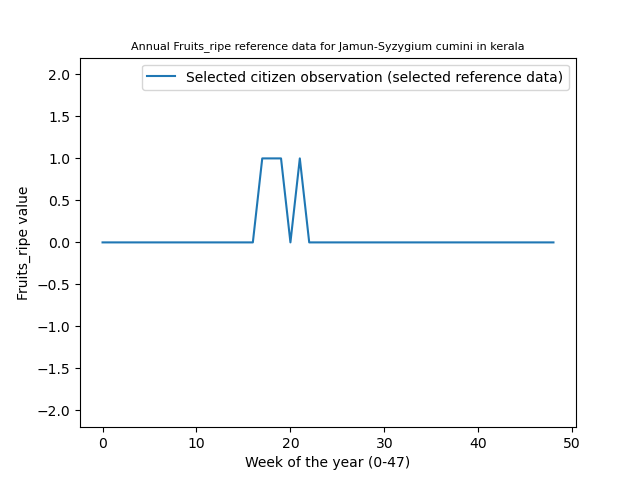 Annual Fruits_ripe reference data for Jamun-Syzygium cumini in kerala
Selected citizen observation (selected reference data)
Fruits_ripe value
2.0
1.5
1.0
0.5
0.0
−0.5
−1.0
−1.5
−2.0
0 10 20 30 40 50
Week of the year (0-47)